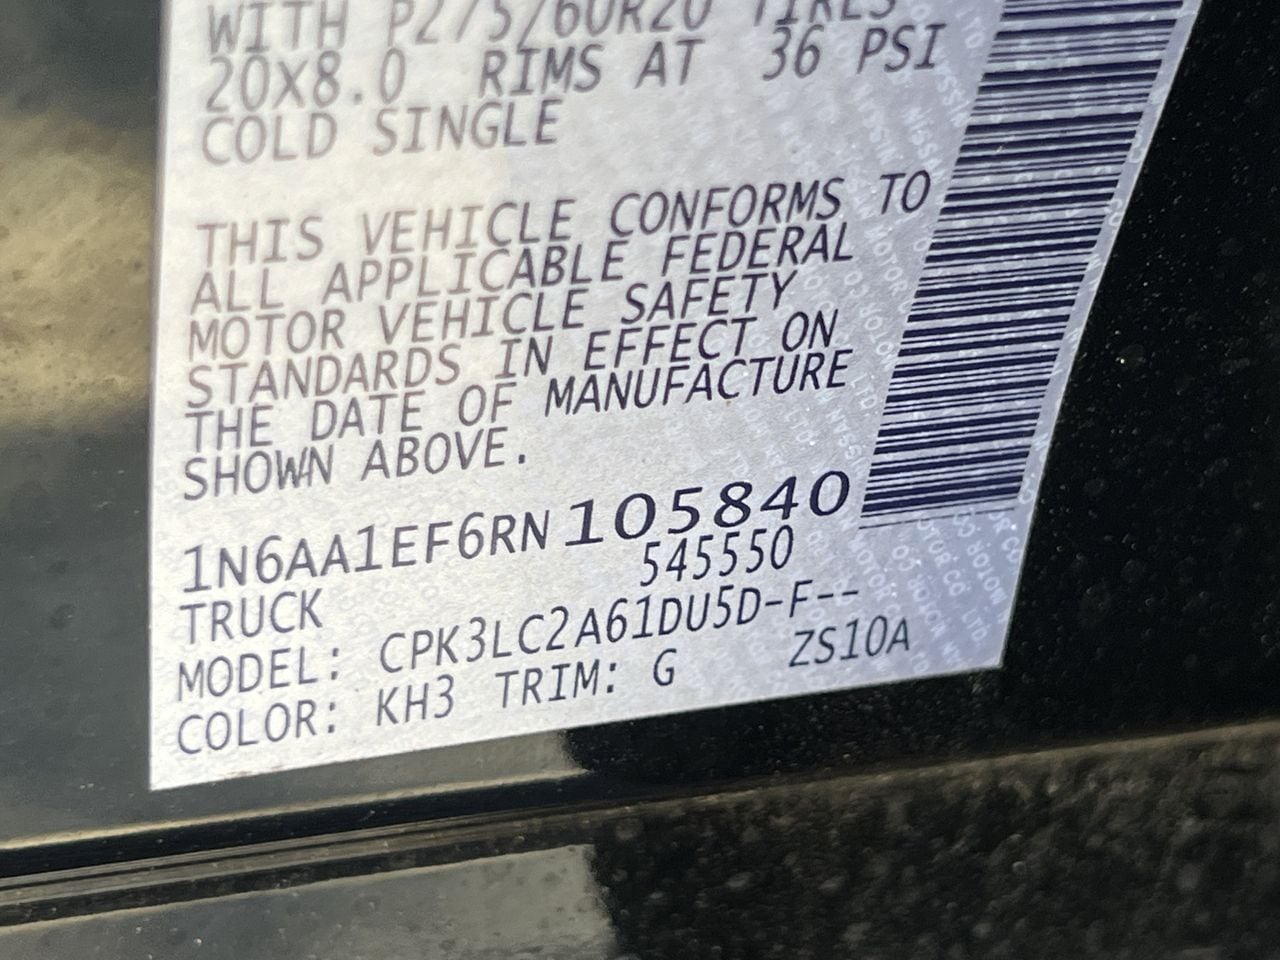 WITH P275/60R20 TIRES
20X8.0 RIMS AT 36 PSI
COLD SINGLE
THIS VEHICLE CONFORMS TO
ALL APPLICABLE FEDERAL
MOTOR VEHICLE SAFETY
STANDARDS IN EFFECT ON
THE DATE OF MANUFACTURE
SHOWN ABOVE.
1N6AA1EF6RN105840
TRUCK 545550
MODEL: CPK3LC2A61DU5D-F--
COLOR: KH3 TRIM: G ZS10A